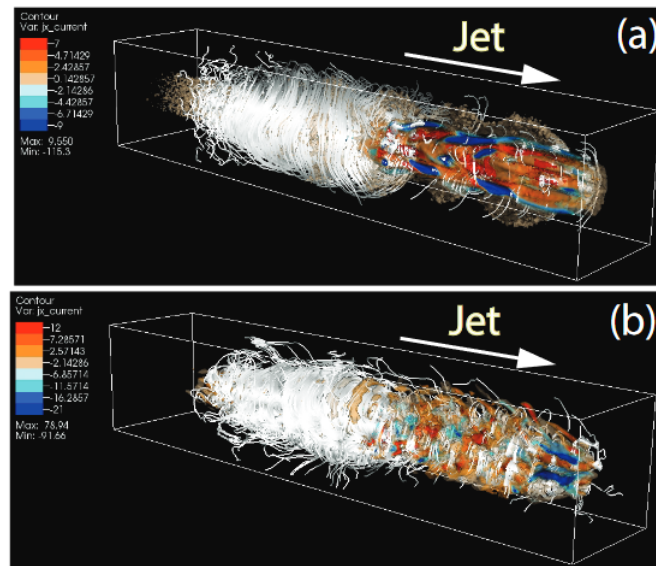 Contour
Var: jx_current
7
4.71429
2.42857
0.142857
-2.14286
-4.42857
-6.71429
-9
Max: 9.550
Min: -115.3
Jet
(a)
Contour
Var: jx_current
12
7.28571
2.57143
-2.14286
-6.85714
-11.5714
-16.2857
-21
Max: 78.94
Min: -91.66
Jet
(b)